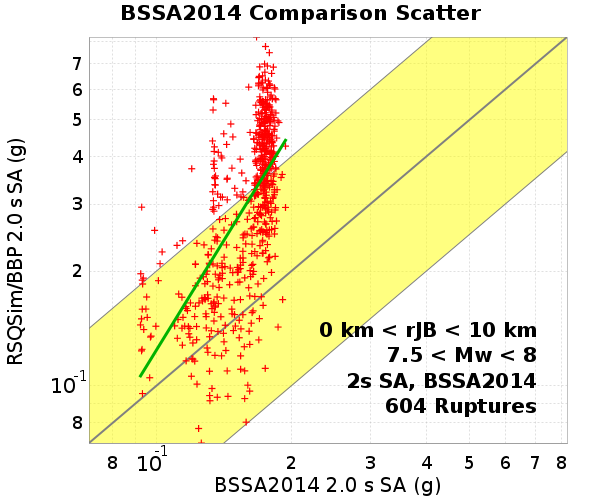 BSSA2014 Comparison Scatter
RSQSim/BBP 2.0 s SA (g)
7
6
5
4
3
2
10⁻¹
8
0 km < rJB < 10 km
7.5 < Mw < 8
2s SA, BSSA2014
604 Ruptures
8 10⁻¹ 2 3 4 5 6 7 8
BSSA2014 2.0 s SA (g)